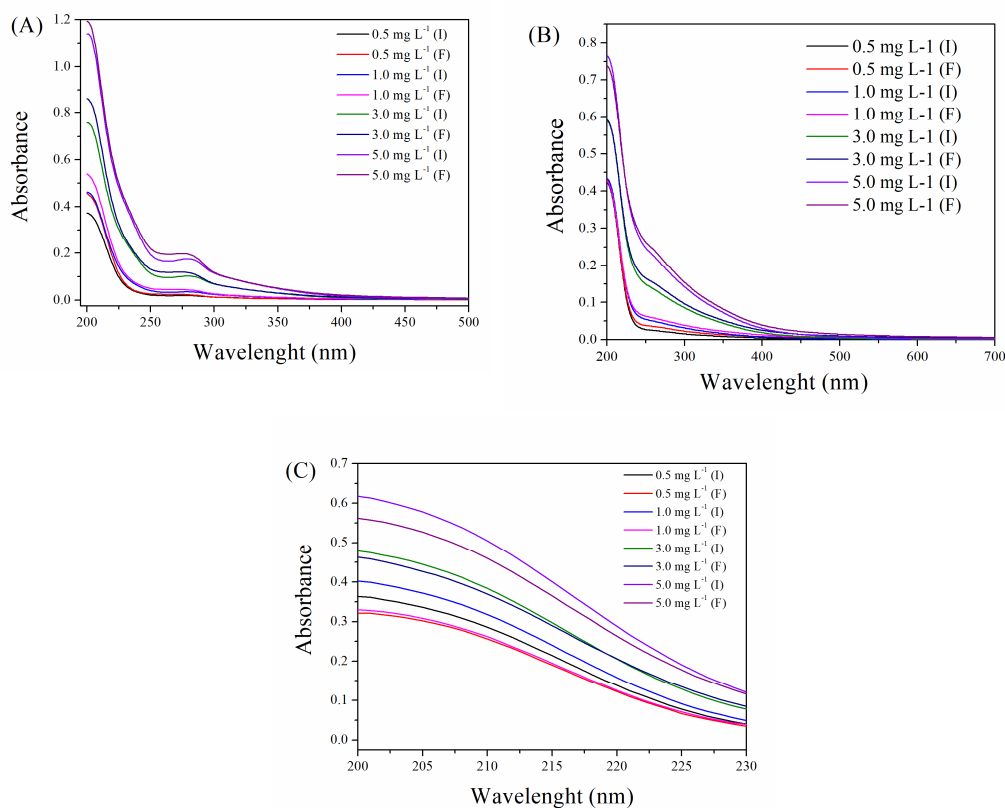 (A)
1.2
1.0
0.8
0.6
0.4
0.2
0.0
Absorbance
200 250 300 350 400 450 500
Wavelenght (nm)
0.5 mg L⁻¹ (I)
0.5 mg L⁻¹ (F)
1.0 mg L⁻¹ (I)
1.0 mg L⁻¹ (F)
3.0 mg L⁻¹ (I)
3.0 mg L⁻¹ (F)
5.0 mg L⁻¹ (I)
5.0 mg L⁻¹ (F)
(B)
0.8
0.7
0.6
0.5
0.4
0.3
0.2
0.1
0.0
Absorbance
200 300 400 500 600 700
Wavelenght (nm)
0.5 mg L-1 (I)
0.5 mg L-1 (F)
1.0 mg L-1 (I)
1.0 mg L-1 (F)
3.0 mg L-1 (I)
3.0 mg L-1 (F)
5.0 mg L-1 (I)
5.0 mg L-1 (F)
(C)
0.7
0.6
0.5
0.4
0.3
0.2
0.1
0.0
Absorbance
200 205 210 215 220 225 230
Wavelenght (nm)
0.5 mg L⁻¹ (I)
0.5 mg L⁻¹ (F)
1.0 mg L⁻¹ (I)
1.0 mg L⁻¹ (F)
3.0 mg L⁻¹ (I)
3.0 mg L⁻¹ (F)
5.0 mg L⁻¹ (I)
5.0 mg L⁻¹ (F)